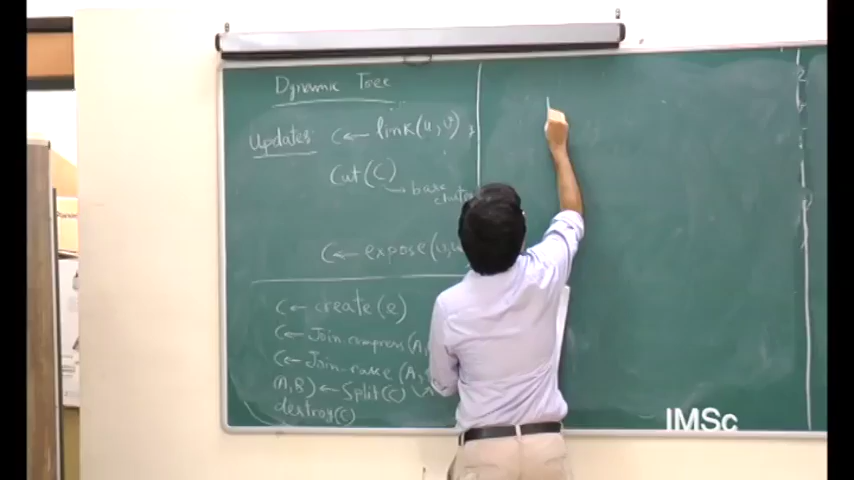 Dynamic Tree
Updates: C ← link(u, v)
Cut(C)
→ base
cluster
C ← expose(
C ← create(e)
C ← Join-compress(A,
C ← Join-rake(A,
(A,B) ← Split(C)
destroy(C)
IMSc